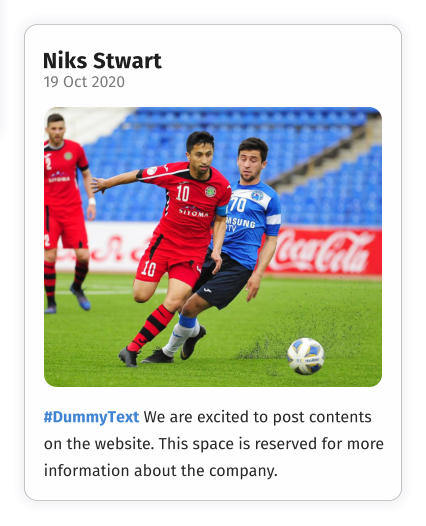 Niks Stwart
19 Oct 2020
2
10
SITOMA
10
70
SAMSUNG
TV
Coca-Cola
#DummyText We are excited to post contents
on the website. This space is reserved for more
information about the company.